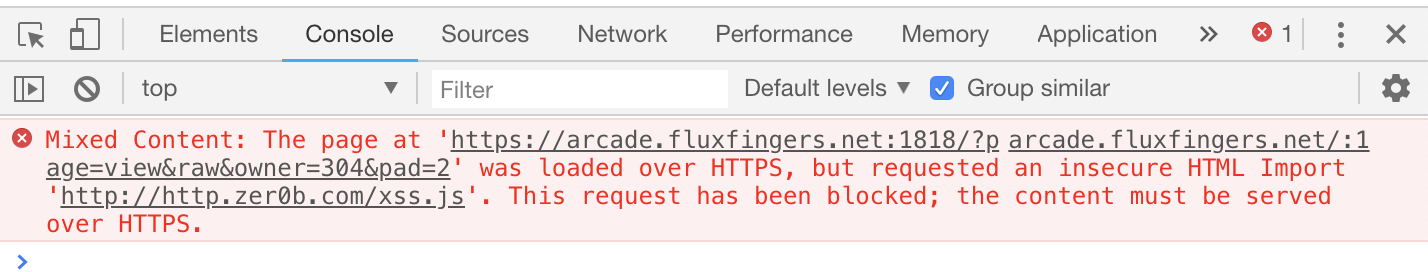 Elements Console Sources Network Performance Memory Application » 1
top Filter Default levels Group similar
Mixed Content: The page at 'https://arcade.fluxfingers.net:1818/?p arcade.fluxfingers.net/:1
age=view&raw&owner=304&pad=2' was loaded over HTTPS, but requested an insecure HTML Import
'http://http.zer0b.com/xss.js'. This request has been blocked; the content must be served
over HTTPS.